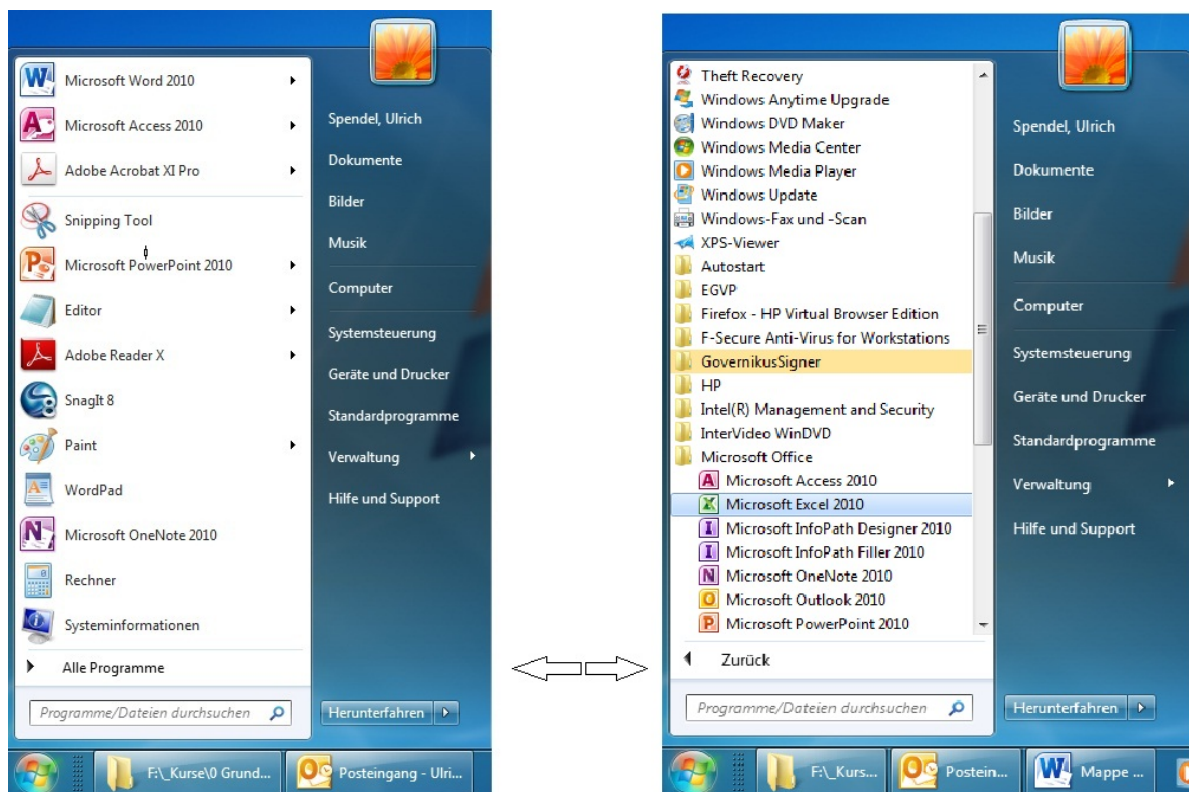 Microsoft Word 2010
Microsoft Access 2010
Adobe Acrobat XI Pro
Snipping Tool
Microsoft PowerPoint 2010
Editor
Adobe Reader X
SnagIt 8
Paint
WordPad
Microsoft OneNote 2010
Rechner
Systeminformationen
Alle Programme
Programme/Dateien durchsuchen
Spendel, Ulrich
Dokumente
Bilder
Musik
Computer
Systemsteuerung
Geräte und Drucker
Standardprogramme
Verwaltung
Hilfe und Support
Herunterfahren
F:\_Kurse\0 Grund...
Posteingang - Ulri...
Theft Recovery
Windows Anytime Upgrade
Windows DVD Maker
Windows Media Center
Windows Media Player
Windows Update
Windows-Fax und -Scan
XPS-Viewer
Autostart
EGVP
Firefox - HP Virtual Browser Edition
F-Secure Anti-Virus for Workstations
GovernikusSigner
HP
Intel(R) Management and Security
InterVideo WinDVD
Microsoft Office
Microsoft Access 2010
Microsoft Excel 2010
Microsoft InfoPath Designer 2010
Microsoft InfoPath Filler 2010
Microsoft OneNote 2010
Microsoft Outlook 2010
Microsoft PowerPoint 2010
Zurück
Programme/Dateien durchsuchen
Spendel, Ulrich
Dokumente
Bilder
Musik
Computer
Systemsteuerung
Geräte und Drucker
Standardprogramme
Verwaltung
Hilfe und Support
Herunterfahren
F:\_Kurs...
Postein...
Mappe ...